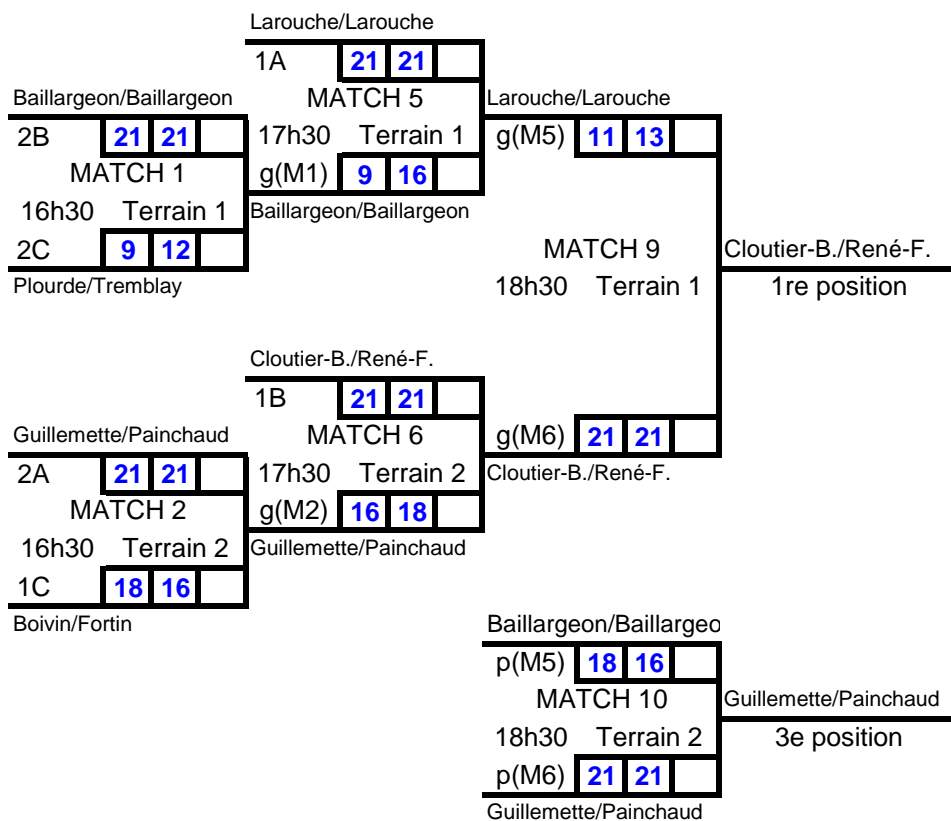 Larouche/Larouche
1A 21 21
MATCH 5
17h30 Terrain 1
g(M1) 9 16
Baillargeon/Baillargeon
Baillargeon/Baillargeon
2B 21 21
MATCH 1
16h30 Terrain 1
2C 9 12
Plourde/Tremblay
Larouche/Larouche
g(M5) 11 13
MATCH 9
18h30 Terrain 1
g(M6) 21 21
Cloutier-B./René-F.
Cloutier-B./René-F.
1re position
Cloutier-B./René-F.
1B 21 21
MATCH 6
17h30 Terrain 2
g(M2) 16 18
Guillemette/Painchaud
Guillemette/Painchaud
2A 21 21
MATCH 2
16h30 Terrain 2
1C 18 16
Boivin/Fortin
Baillargeon/Baillargeo
p(M5) 18 16
MATCH 10
18h30 Terrain 2
p(M6) 21 21
Guillemette/Painchaud
Guillemette/Painchaud
3e position